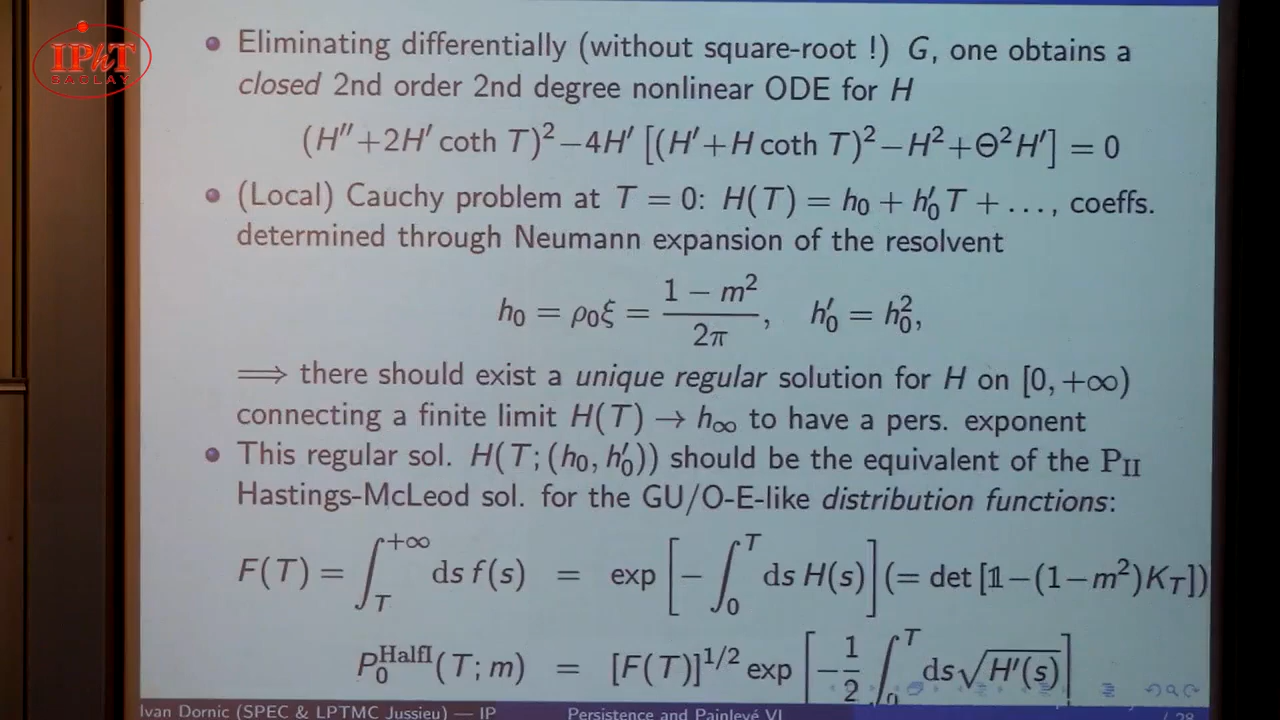 IPhT
SACLAY
• Eliminating differentially (without square-root !) G, one obtains a
closed 2nd order 2nd degree nonlinear ODE for H
(H″+2H′ coth T)²−4H′ [(H′+H coth T)²−H²+Θ²H′] = 0
• (Local) Cauchy problem at T = 0: H(T) = h₀ + h′₀T + …, coeffs.
determined through Neumann expansion of the resolvent
h₀ = ρ₀ξ = (1 − m²)/(2π), h′₀ = h₀²,
⟹ there should exist a unique regular solution for H on [0, +∞)
connecting a finite limit H(T) → h∞ to have a pers. exponent
• This regular sol. H(T; (h₀, h′₀)) should be the equivalent of the P_II
Hastings-McLeod sol. for the GU/O-E-like distribution functions:
F(T) = ∫_T^{+∞} ds f(s) = exp[−∫_0^T ds H(s)] (= det [𝟙−(1−m²)K_T])
P₀^{HalfI}(T; m) = [F(T)]^{1/2} exp[−1/2 ∫_0^T ds√H′(s)]
Ivan Dornic (SPEC & LPTMC Jussieu) — IP Persistence and Painlevé VI / 28